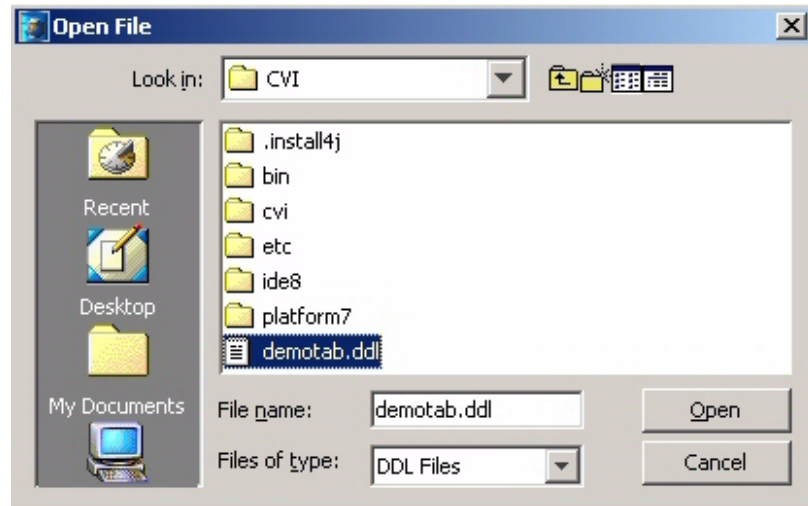 Open File
Look in:
CVI
.install4j
bin
cvi
etc
ide8
platform7
demotab.ddl
Recent
Desktop
My Documents
File name:
demotab.ddl
Open
Files of type:
DDL Files
Cancel